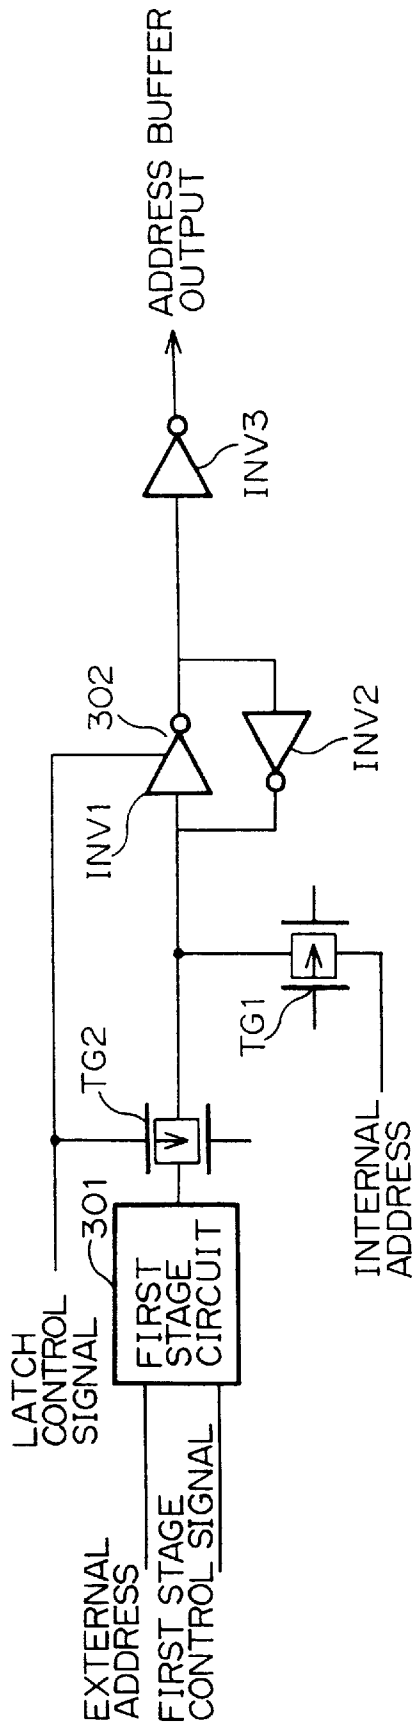 LATCH
CONTROL
SIGNAL
EXTERNAL
ADDRESS
FIRST STAGE
CONTROL SIGNAL
301
FIRST
STAGE
CIRCUIT
TG2
INTERNAL
ADDRESS
TG1
INV1
302
INV2
INV3
ADDRESS BUFFER
OUTPUT